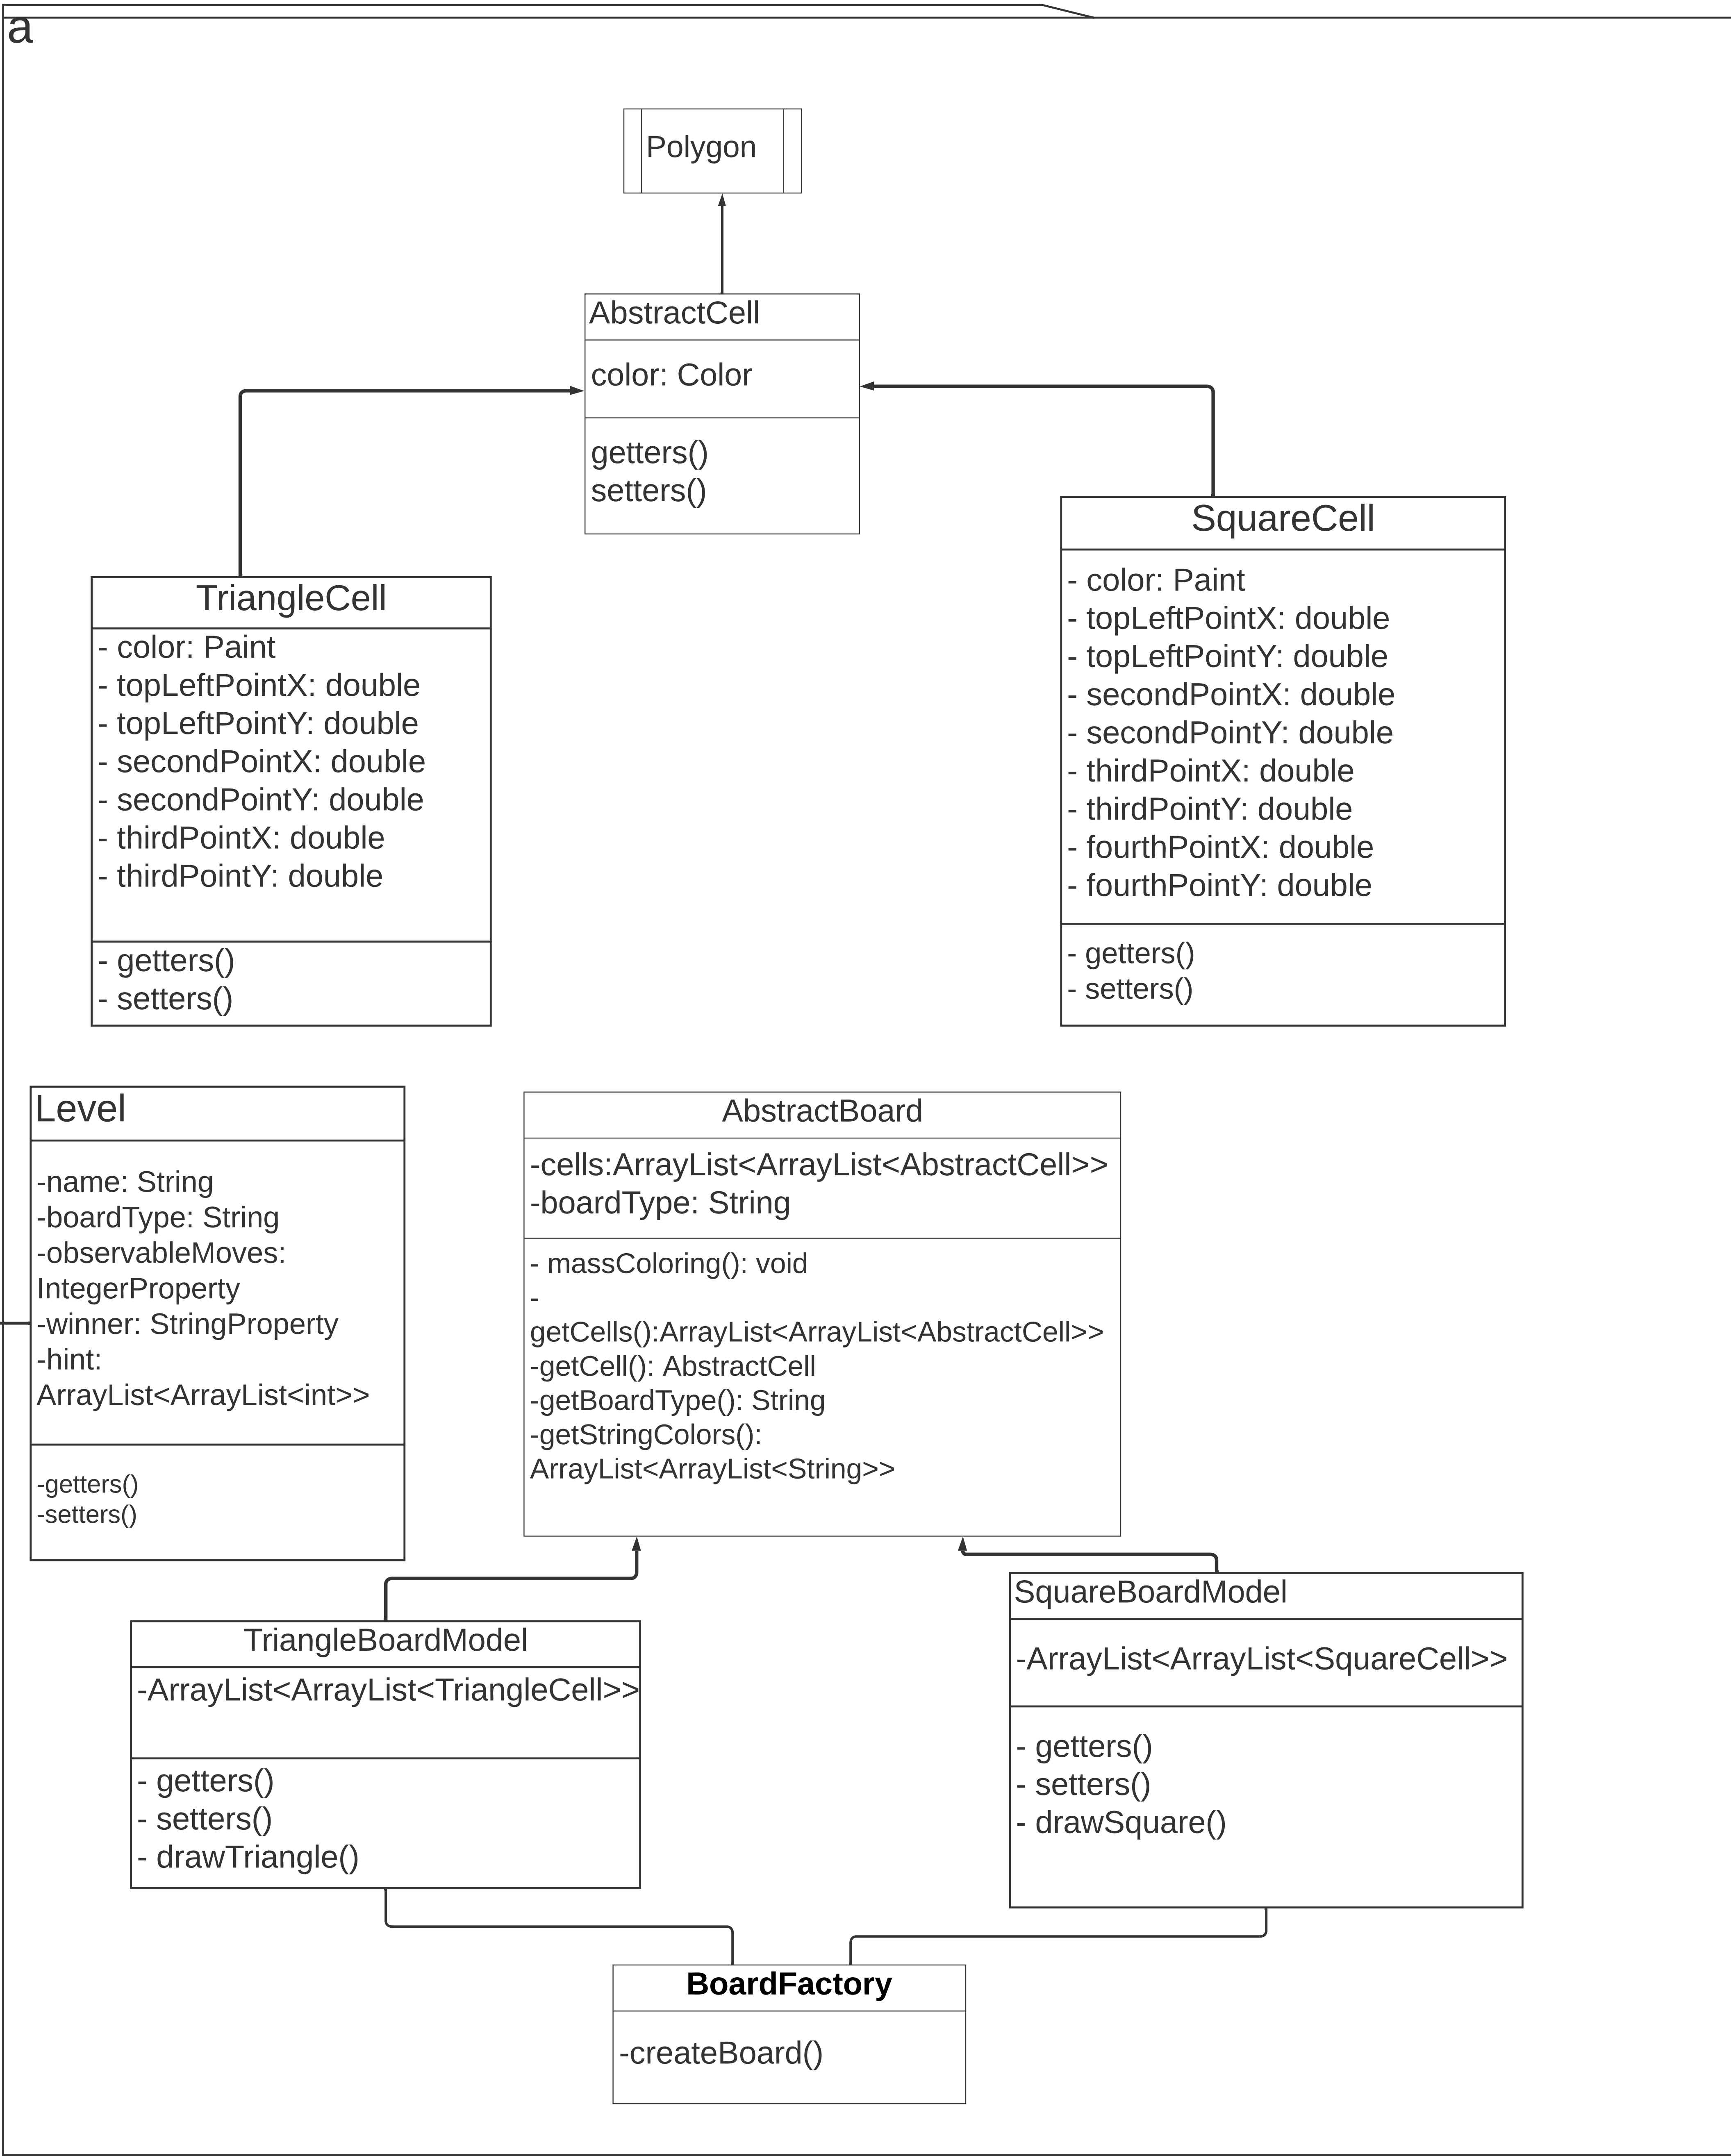 a
Polygon
AbstractCell
color: Color
getters()
setters()
TriangleCell
- color: Paint
- topLeftPointX: double
- topLeftPointY: double
- secondPointX: double
- secondPointY: double
- thirdPointX: double
- thirdPointY: double
- getters()
- setters()
SquareCell
- color: Paint
- topLeftPointX: double
- topLeftPointY: double
- secondPointX: double
- secondPointY: double
- thirdPointX: double
- thirdPointY: double
- fourthPointX: double
- fourthPointY: double
- getters()
- setters()
Level
-name: String
-boardType: String
-observableMoves:
IntegerProperty
-winner: StringProperty
-hint:
ArrayList<ArrayList<int>>
-getters()
-setters()
AbstractBoard
-cells:ArrayList<ArrayList<AbstractCell>>
-boardType: String
- massColoring(): void
-
getCells():ArrayList<ArrayList<AbstractCell>>
-getCell(): AbstractCell
-getBoardType(): String
-getStringColors():
ArrayList<ArrayList<String>>
TriangleBoardModel
-ArrayList<ArrayList<TriangleCell>>
- getters()
- setters()
- drawTriangle()
SquareBoardModel
-ArrayList<ArrayList<SquareCell>>
- getters()
- setters()
- drawSquare()
BoardFactory
-createBoard()